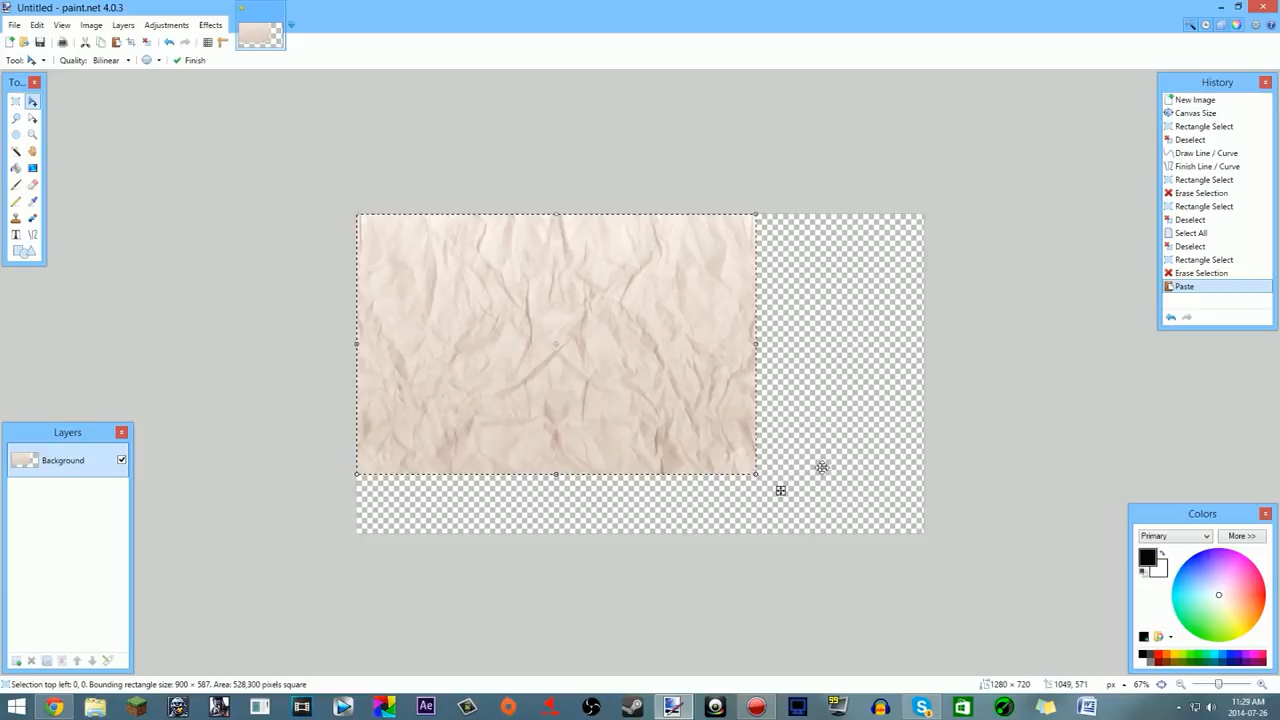 Untitled - paint.net 4.0.3
File Edit View Image Layers Adjustments Effects
Tool: Quality: Bilinear Finish
To...
History
New Image
Canvas Size
Rectangle Select
Deselect
Draw Line / Curve
Finish Line / Curve
Rectangle Select
Erase Selection
Rectangle Select
Deselect
Select All
Deselect
Rectangle Select
Erase Selection
Paste
Layers
Background
Colors
Primary More >>
Selection top left: 0, 0. Bounding rectangle size: 900 × 587. Area: 528,300 pixels square
1280 × 720 1049, 571 px 67%
Ae
99
11:29 AM
2014-07-26